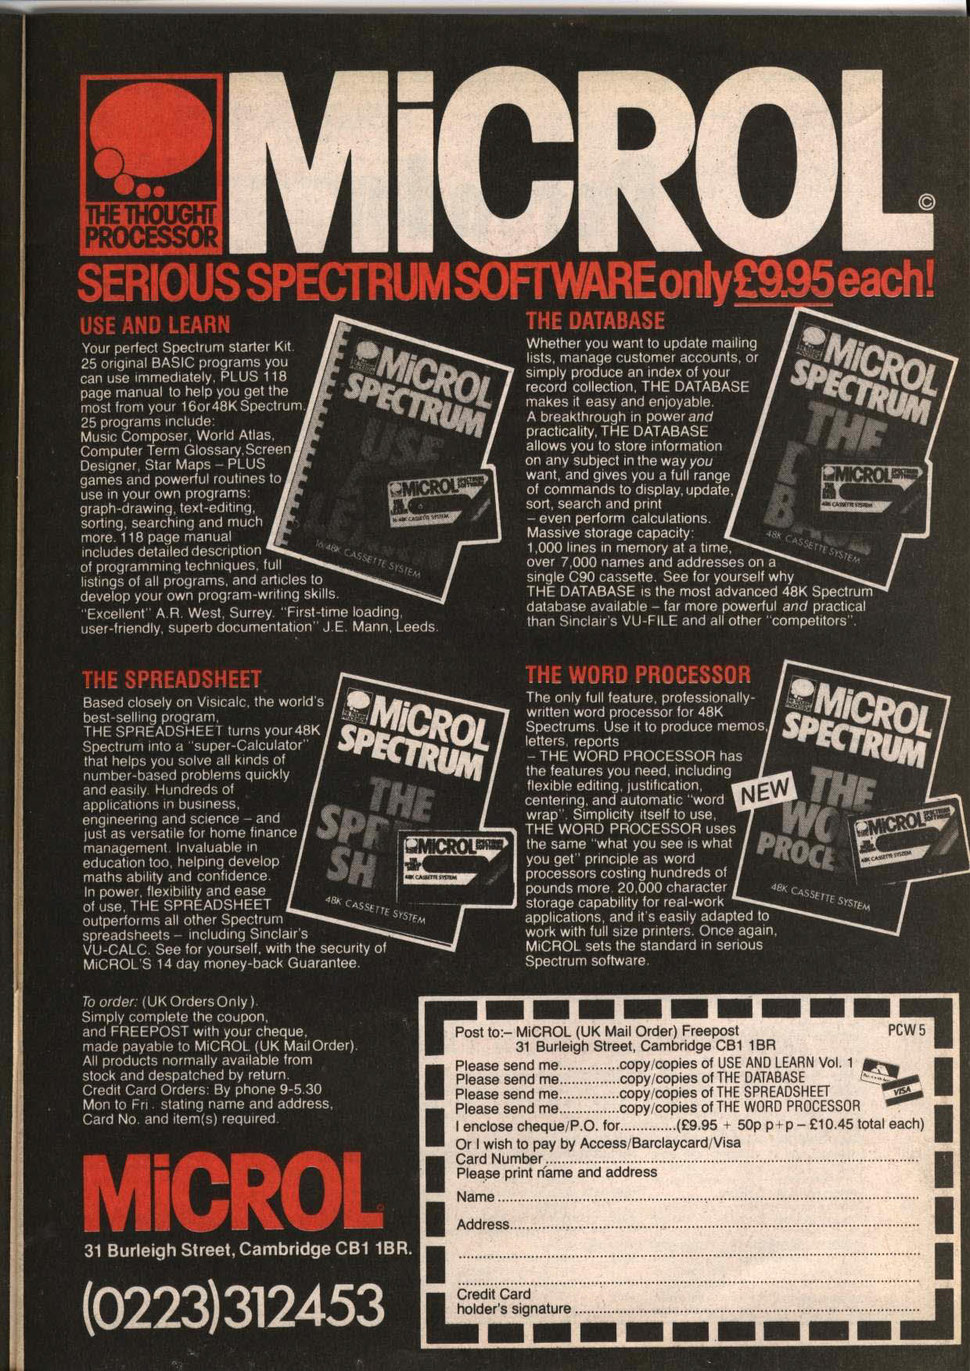 MiCROL
©
THE THOUGHT
PROCESSOR
SERIOUS SPECTRUM SOFTWARE only £9.95 each!
USE AND LEARN
Your perfect Spectrum starter Kit.
25 original BASIC programs you
can use immediately, PLUS 118
page manual to help you get the
most from your 16 or 48K Spectrum.
25 programs include:
Music Composer, World Atlas,
Computer Term Glossary, Screen
Designer, Star Maps – PLUS
games and powerful routines to
use in your own programs:
graph-drawing, text-editing,
sorting, searching and much
more. 118 page manual
includes detailed description
of programming techniques, full
listings of all programs, and articles to
develop your own program-writing skills.
"Excellent" A.R. West, Surrey. "First-time loading,
user-friendly, superb documentation" J.E. Mann, Leeds.
MiCROL
SPECTRUM
USE
LEARN
MiCROL
16/48K CASSETTE SYSTEM
THE DATABASE
Whether you want to update mailing
lists, manage customer accounts, or
simply produce an index of your
record collection, THE DATABASE
makes it easy and enjoyable.
A breakthrough in power and
practicality, THE DATABASE
allows you to store information
on any subject in the way you
want, and gives you a full range
of commands to display, update,
sort, search and print
– even perform calculations.
Massive storage capacity:
1,000 lines in memory at a time,
over 7,000 names and addresses on a
single C90 cassette. See for yourself why
THE DATABASE is the most advanced 48K Spectrum
database available – far more powerful and practical
than Sinclair's VU-FILE and all other "competitors".
MiCROL
SPECTRUM
THE
MiCROL
48K CASSETTE SYSTEM
THE SPREADSHEET
Based closely on Visicalc, the world's
best-selling program,
THE SPREADSHEET turns your 48K
Spectrum into a "super-Calculator"
that helps you solve all kinds of
number-based problems quickly
and easily. Hundreds of
applications in business,
engineering and science – and
just as versatile for home finance
management. Invaluable in
education too, helping develop
maths ability and confidence.
In power, flexibility and ease
of use, THE SPREADSHEET
outperforms all other Spectrum
spreadsheets – including Sinclair's
VU-CALC. See for yourself, with the security of
MiCROL'S 14 day money-back Guarantee.
MiCROL
SPECTRUM
THE
SPR
SH
MiCROL
48K CASSETTE SYSTEM
48K CASSETTE SYSTEM
THE WORD PROCESSOR
The only full feature, professionally-
written word processor for 48K
Spectrums. Use it to produce memos,
letters, reports
– THE WORD PROCESSOR has
the features you need, including
flexible editing, justification,
centering, and automatic "word
wrap". Simplicity itself to use,
THE WORD PROCESSOR uses
the same "what you see is what
you get" principle as word
processors costing hundreds of
pounds more. 20,000 character
storage capability for real-work
applications, and it's easily adapted to
work with full size printers. Once again,
MiCROL sets the standard in serious
Spectrum software.
MiCROL
SPECTRUM
NEW
THE
WO
PROCE
MiCROL
48K CASSETTE SYSTEM
48K CASSETTE SYSTEM
To order: (UK Orders Only).
Simply complete the coupon,
and FREEPOST with your cheque,
made payable to MiCROL (UK Mail Order).
All products normally available from
stock and despatched by return.
Credit Card Orders: By phone 9-5.30
Mon to Fri. stating name and address,
Card No. and item(s) required.
MiCROL
31 Burleigh Street, Cambridge CB1 1BR.
(0223)312453
Post to:– MiCROL (UK Mail Order) Freepost PCW 5
31 Burleigh Street, Cambridge CB1 1BR
Please send me...............copy/copies of USE AND LEARN Vol. 1
Please send me...............copy/copies of THE DATABASE
Please send me...............copy/copies of THE SPREADSHEET
Please send me...............copy/copies of THE WORD PROCESSOR
VISA
I enclose cheque/P.O. for..............(£9.95 + 50p p+p – £10.45 total each)
Or I wish to pay by Access/Barclaycard/Visa
Card Number...............
Please print name and address
Name...............
Address...............
Credit Card
holder's signature...............